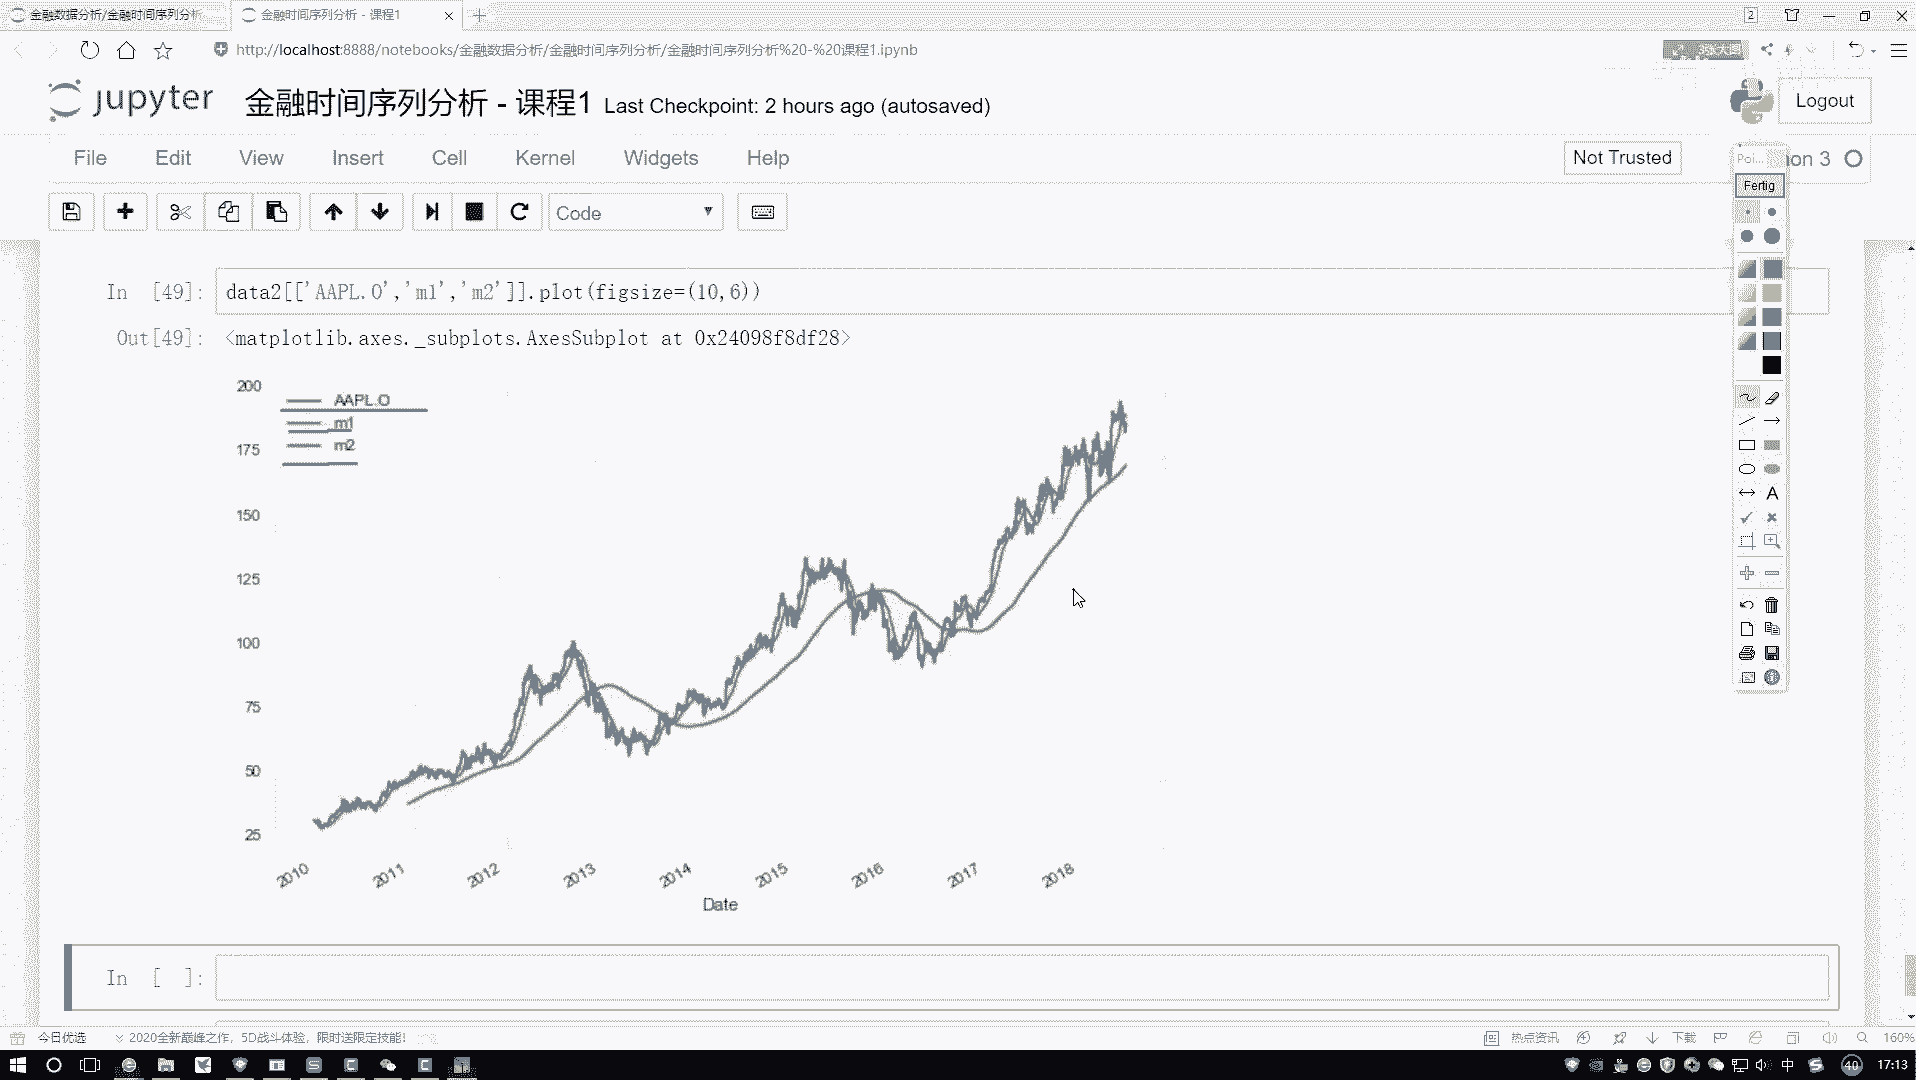 金融数据分析/金融时间序列分析
金融时间序列分析 - 课程1
2
http://localhost:8888/notebooks/金融数据分析/金融时间序列分析/金融时间序列分析%20-%20课程1.ipynb
3张大图
jupyter
金融时间序列分析 - 课程1
Last Checkpoint: 2 hours ago (autosaved)
Logout
File Edit View Insert Cell Kernel Widgets Help
Not Trusted
Poi...
on 3
Fertig
Code
In [49]:
data2[['AAPL.O','m1','m2']].plot(figsize=(10,6))
Out[49]:
<matplotlib.axes._subplots.AxesSubplot at 0x24098f8df28>
AAPL.O
m1
m2
200
175
150
125
100
75
50
25
2010 2011 2012 2013 2014 2015 2016 2017 2018
Date
A
In [ ]:
今日优选
2020全新巅峰之作，5D战斗体验，限时送限定技能！
热点资讯
下载
160%
中
40
17:13